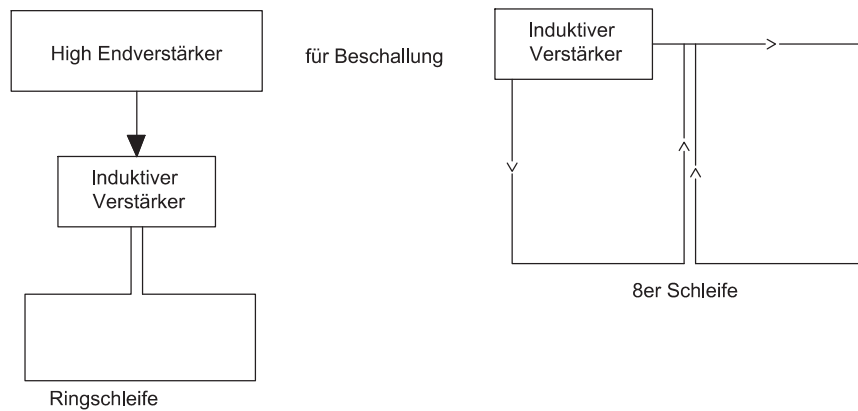 High Endverstärker
für Beschallung
Induktiver
Verstärker
Ringschleife
Induktiver
Verstärker
8er Schleife